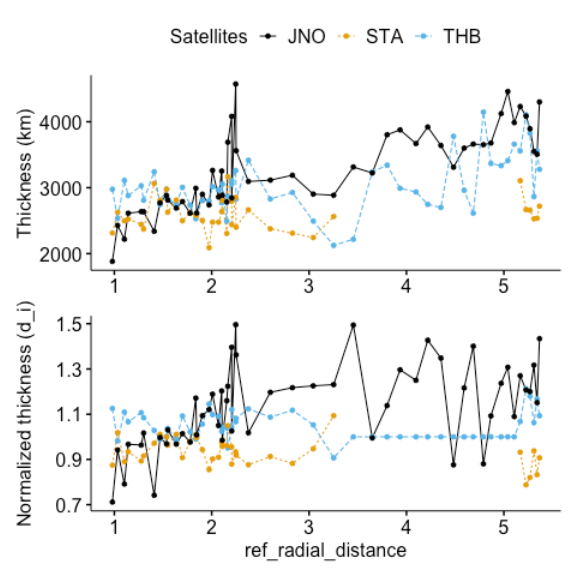 Satellites JNO STA THB
Thickness (km)
4000
3000
2000
1 2 3 4 5
Normalized thickness (d_i)
1.5
1.3
1.1
0.9
0.7
1 2 3 4 5
ref_radial_distance